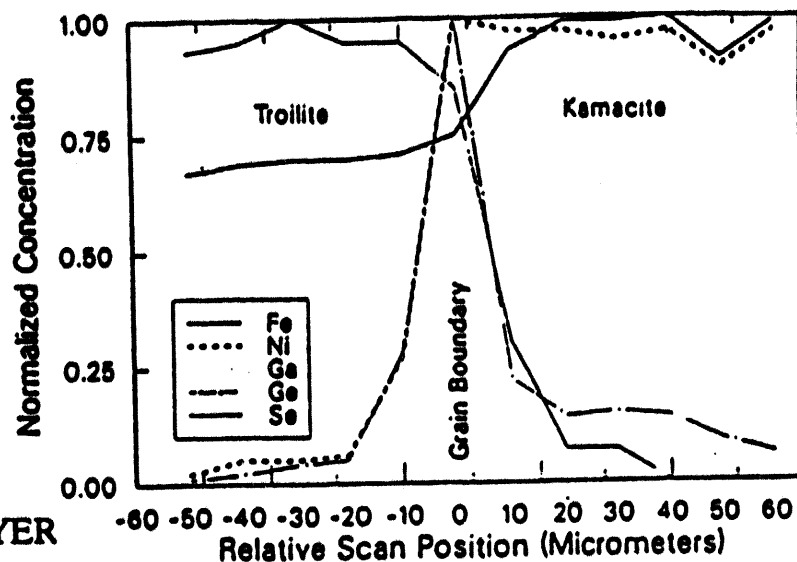 Normalized Concentration
1.00
0.75
0.50
0.25
0.00
Troilite
Kamacite
Grain Boundary
Fe
Ni
Ga
Ge
Se
YER
-60 -50 -40 -30 -20 -10 0 10 20 30 40 50 60
Relative Scan Position (Micrometers)